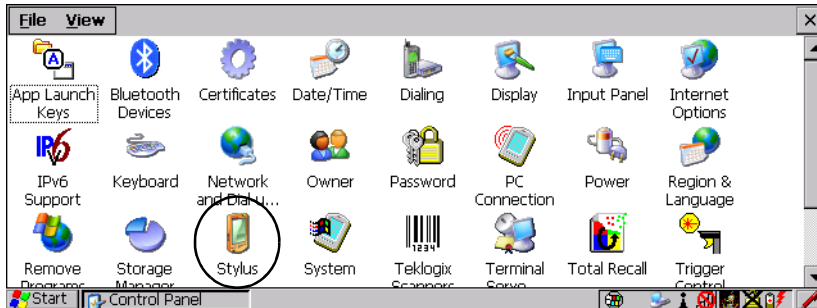 File View
App Launch Bluetooth Certificates Date/Time Dialing Display Input Panel Internet
Keys Devices Options
IPv6 Keyboard Network Owner Password PC Power Region &
Support and Dial-u... Connection Language
Remove Storage Stylus System Teklogix Terminal Total Recall Trigger
Programs Manager Scanners Serve... Control
Start Control Panel